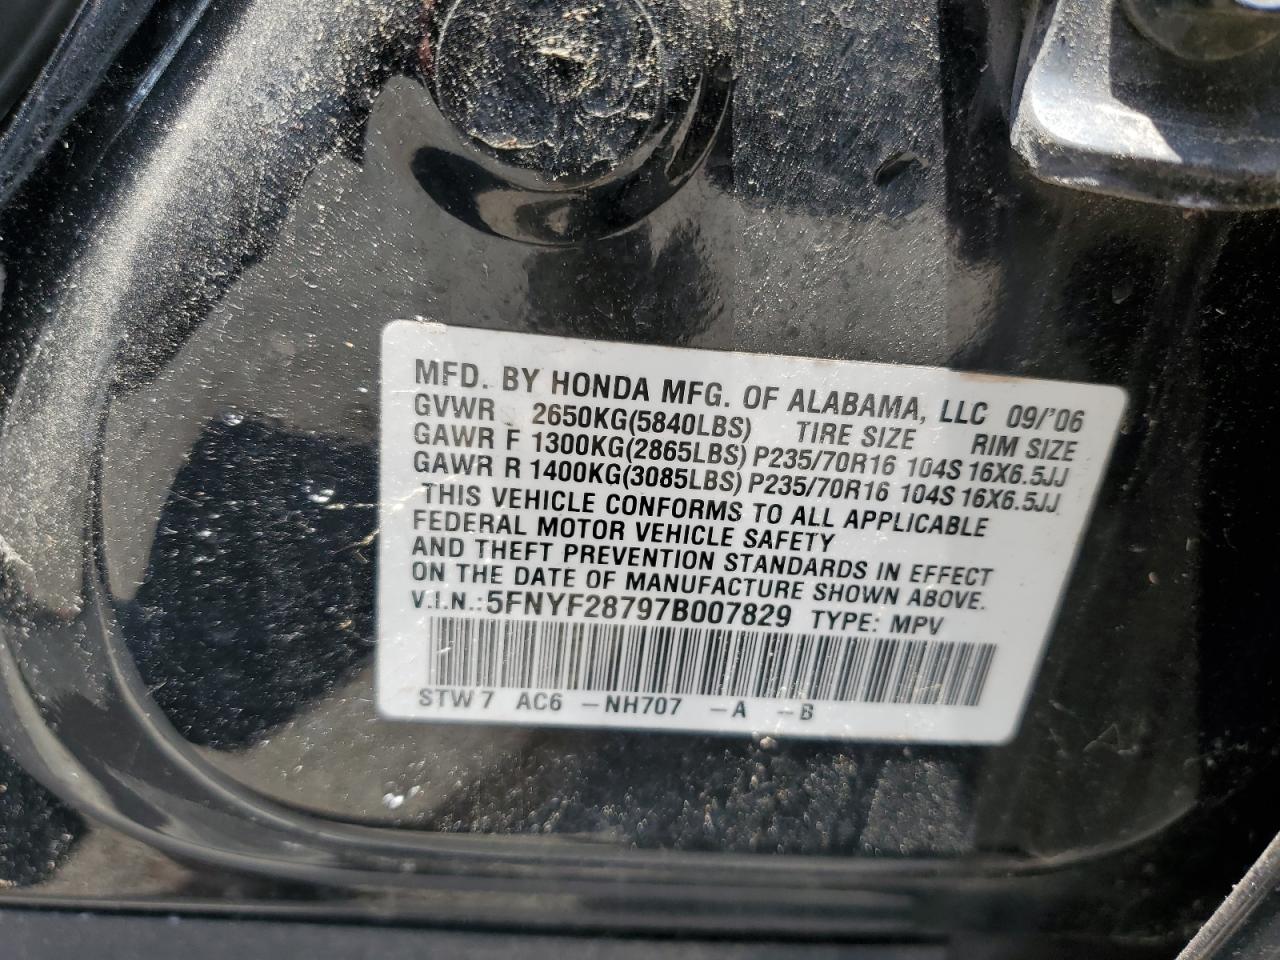 MFD. BY HONDA MFG. OF ALABAMA, LLC 09/'06
GVWR 2650KG(5840LBS) TIRE SIZE RIM SIZE
GAWR F 1300KG(2865LBS) P235/70R16 104S 16X6.5JJ
GAWR R 1400KG(3085LBS) P235/70R16 104S 16X6.5JJ
THIS VEHICLE CONFORMS TO ALL APPLICABLE
FEDERAL MOTOR VEHICLE SAFETY
AND THEFT PREVENTION STANDARDS IN EFFECT
ON THE DATE OF MANUFACTURE SHOWN ABOVE.
V.I.N.:5FNYF28797B007829 TYPE: MPV
STW 7 AC6 -NH707 -A -B